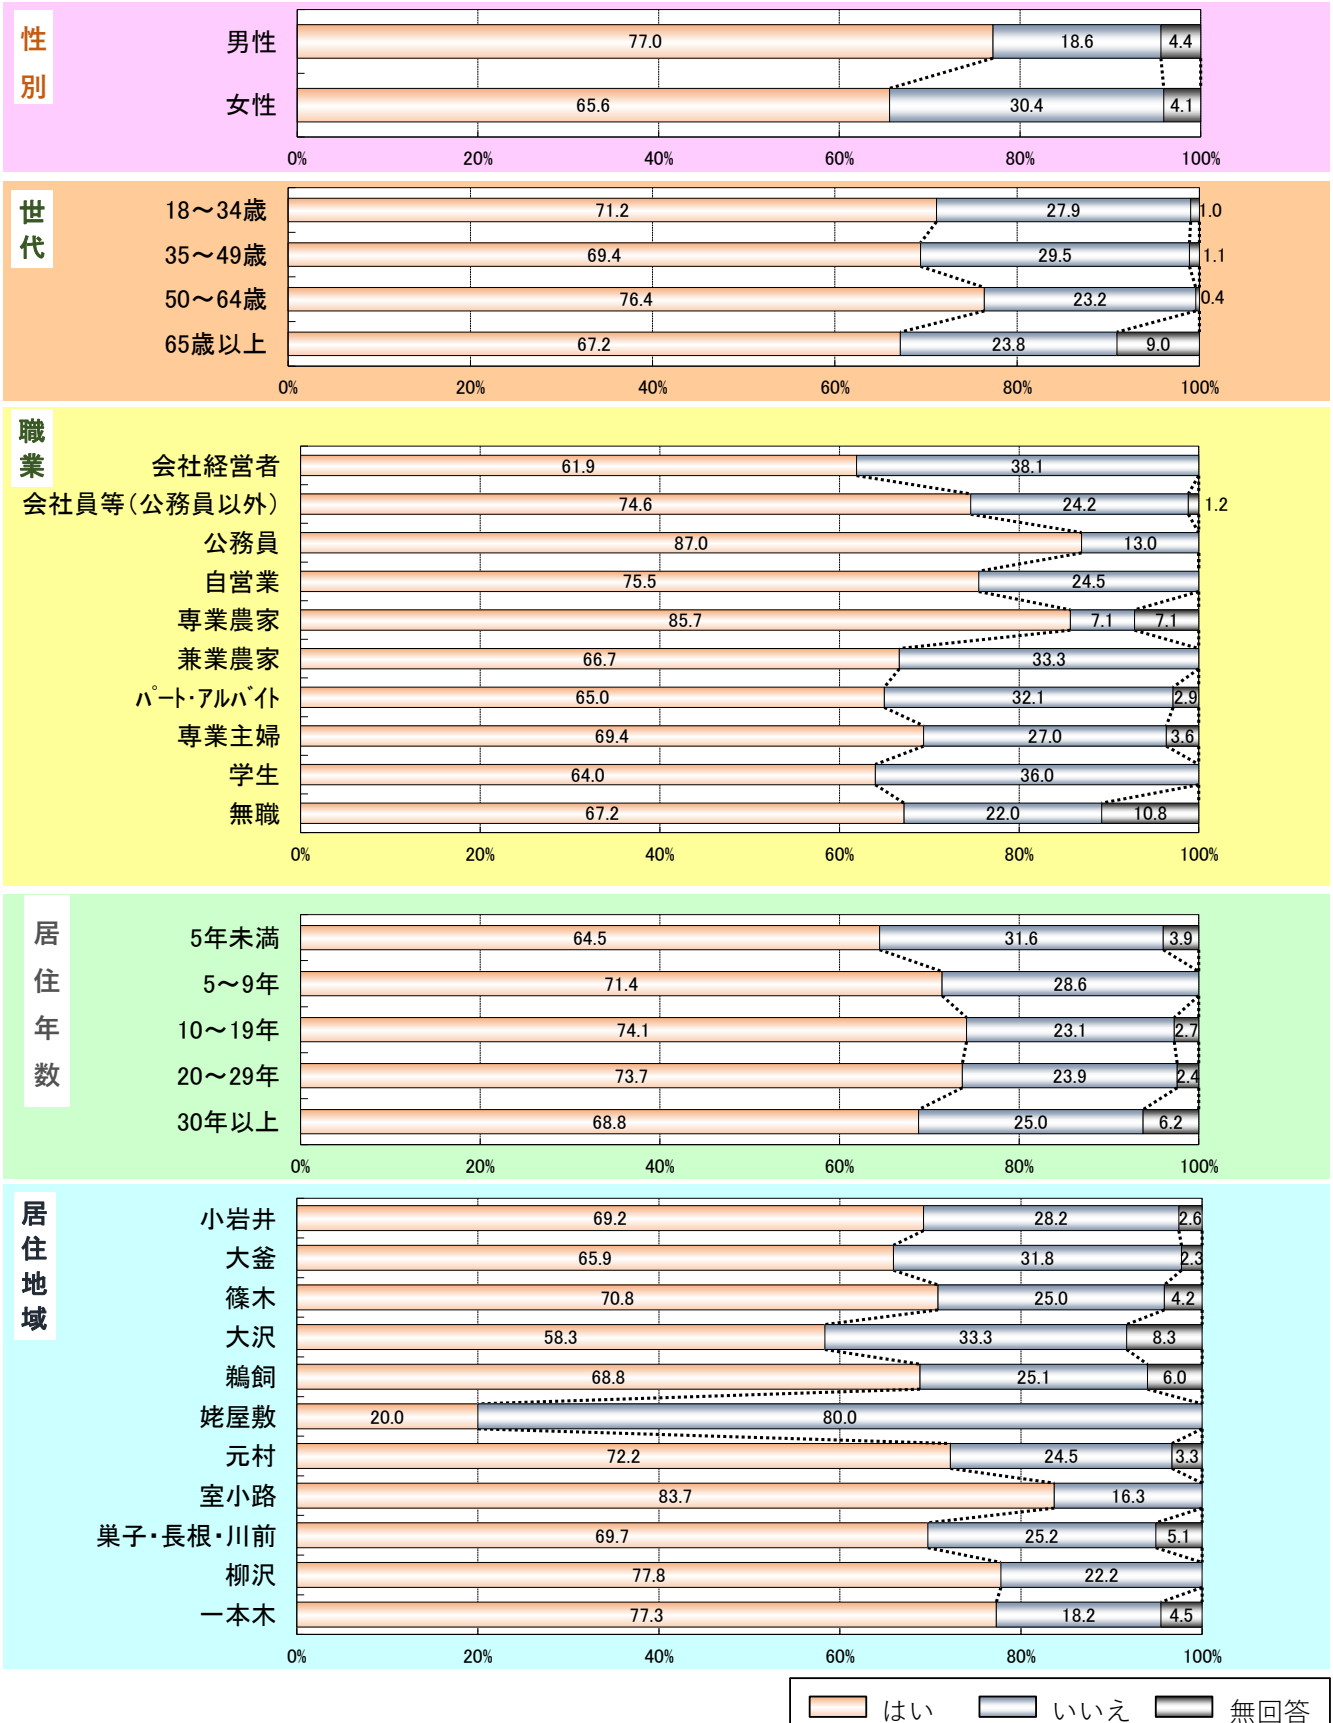 性
別
男性 77.0 18.6 4.4
女性 65.6 30.4 4.1
0% 20% 40% 60% 80% 100%
世
代
18～34歳 71.2 27.9 1.0
35～49歳 69.4 29.5 1.1
50～64歳 76.4 23.2 0.4
65歳以上 67.2 23.8 9.0
0% 20% 40% 60% 80% 100%
職
業
会社経営者 61.9 38.1
会社員等（公務員以外） 74.6 24.2 1.2
公務員 87.0 13.0
自営業 75.5 24.5
専業農家 85.7 7.1 7.1
兼業農家 66.7 33.3
ﾊﾟｰﾄ・ｱﾙﾊﾞｲﾄ 65.0 32.1 2.9
専業主婦 69.4 27.0 3.6
学生 64.0 36.0
無職 67.2 22.0 10.8
0% 20% 40% 60% 80% 100%
居
住
年
数
5年未満 64.5 31.6 3.9
5～9年 71.4 28.6
10～19年 74.1 23.1 2.7
20～29年 73.7 23.9 2.4
30年以上 68.8 25.0 6.2
0% 20% 40% 60% 80% 100%
居
住
地
域
小岩井 69.2 28.2 2.6
大釜 65.9 31.8 2.3
篠木 70.8 25.0 4.2
大沢 58.3 33.3 8.3
鵜飼 68.8 25.1 6.0
姥屋敷 20.0 80.0
元村 72.2 24.5 3.3
室小路 83.7 16.3
巣子・長根・川前 69.7 25.2 5.1
柳沢 77.8 22.2
一本木 77.3 18.2 4.5
0% 20% 40% 60% 80% 100%
はい いいえ 無回答